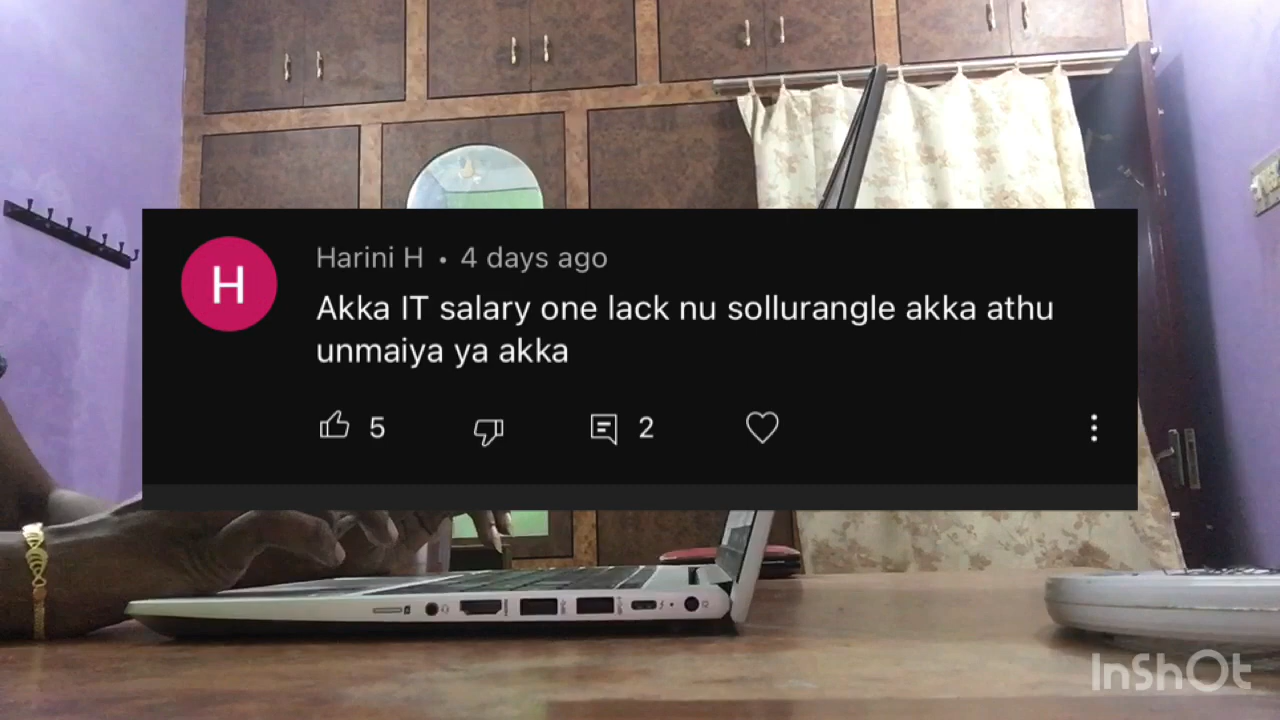 H
Harini H • 4 days ago
Akka IT salary one lack nu sollurangle akka athu
unmaiya ya akka
5 2
InShOt